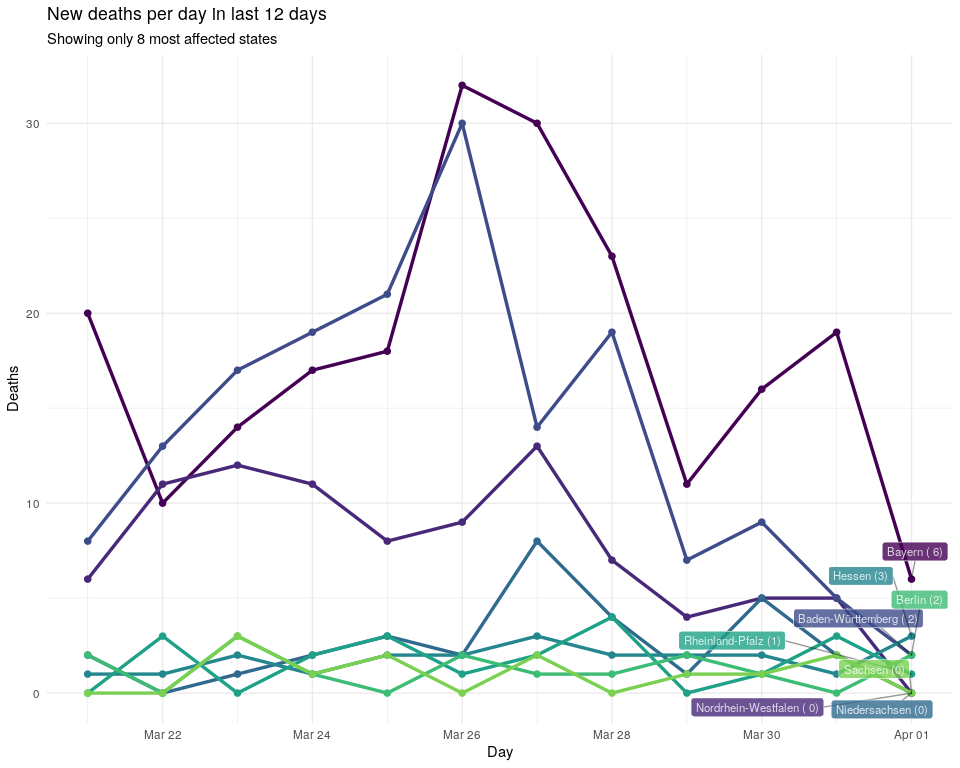 New deaths per day in last 12 days
Showing only 8 most affected states
Deaths
30
20
10
0
Bayern ( 6)
Hessen (3)
Berlin (2)
Baden-Württemberg ( 2)
Rheinland-Pfalz (1)
Sachsen (0)
Nordrhein-Westfalen ( 0)
Niedersachsen (0)
Mar 22
Mar 24
Mar 26
Mar 28
Mar 30
Apr 01
Day